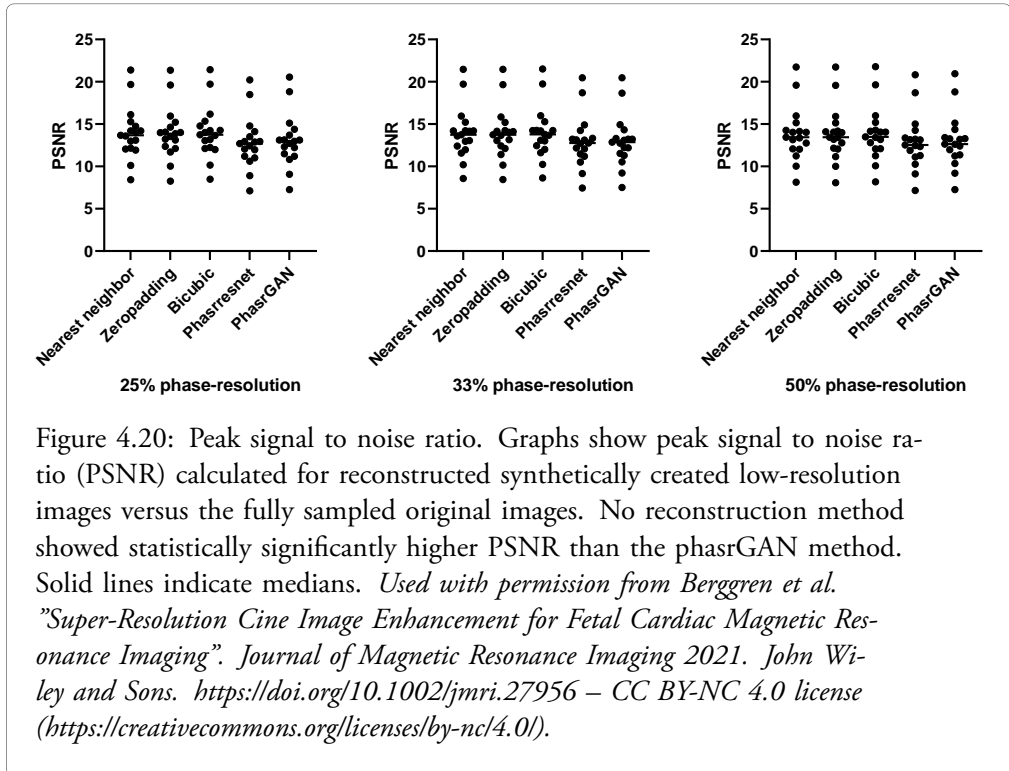 25
20
15
10
5
0
PSNR
Nearest neighbor
Zeropadding
Bicubic
Phasrresnet
PhasrGAN
25% phase-resolution
25
20
15
10
5
0
PSNR
Nearest neighbor
Zeropadding
Bicubic
Phasrresnet
PhasrGAN
33% phase-resolution
25
20
15
10
5
0
PSNR
Nearest neighbor
Zeropadding
Bicubic
Phasrresnet
PhasrGAN
50% phase-resolution
Figure 4.20: Peak signal to noise ratio. Graphs show peak signal to noise ra-
tio (PSNR) calculated for reconstructed synthetically created low-resolution
images versus the fully sampled original images. No reconstruction method
showed statistically significantly higher PSNR than the phasrGAN method.
Solid lines indicate medians. Used with permission from Berggren et al.
”Super-Resolution Cine Image Enhancement for Fetal Cardiac Magnetic Res-
onance Imaging”. Journal of Magnetic Resonance Imaging 2021. John Wi-
ley and Sons. https://doi.org/10.1002/jmri.27956 – CC BY-NC 4.0 license
(https://creativecommons.org/licenses/by-nc/4.0/).